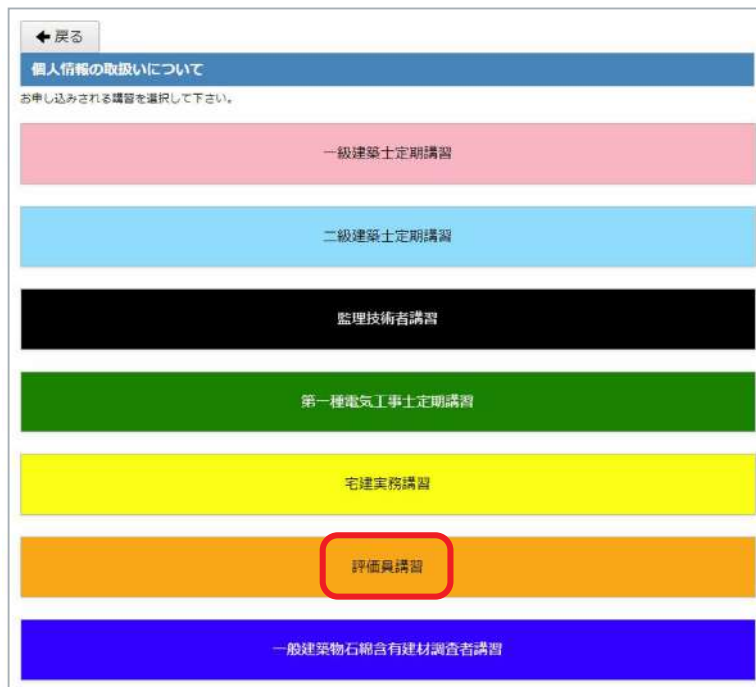 戻る
個人情報の取扱いについて
お申し込みされる講習を選択して下さい。
一級建築士定期講習
二級建築士定期講習
監理技術者講習
第一種電気工事士定期講習
宅建実務講習
評価員講習
一般建築物石綿含有建材調査者講習